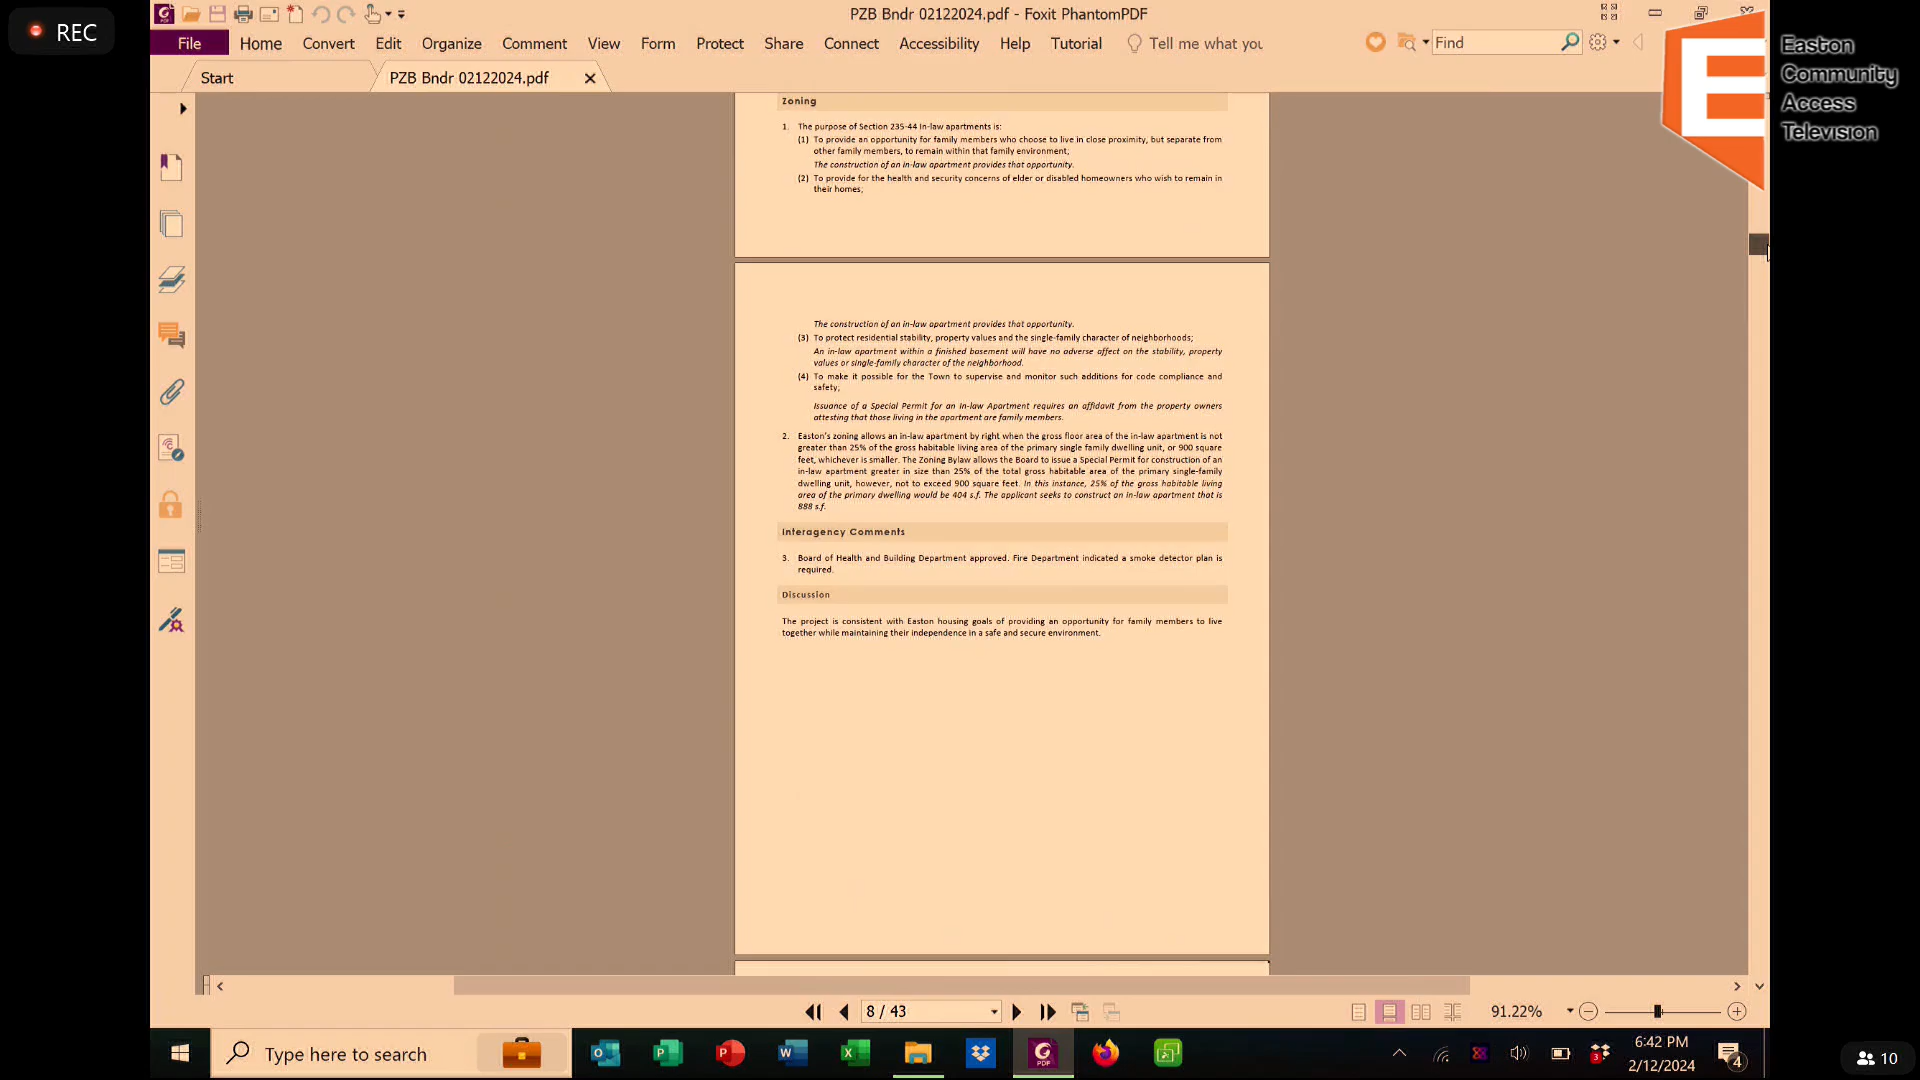 REC
PZB Bndr 02122024.pdf - Foxit PhantomPDF
File Home Convert Edit Organize Comment View Form Protect Share Connect Accessibility Help Tutorial Tell me what you Find
Start PZB Bndr 02122024.pdf
Easton
Community
Access
Television
Zoning
1. The purpose of Section 235-44 In-law apartments is:
(1) To provide an opportunity for family members who choose to live in close proximity, but separate from
other family members, to remain within that family environment;
The construction of an in-law apartment provides that opportunity.
(2) To provide for the health and security concerns of elder or disabled homeowners who wish to remain in
their homes;
The construction of an in-law apartment provides that opportunity.
(3) To protect residential stability, property values and the single-family character of neighborhoods;
An in-law apartment within a finished basement will have no adverse affect on the stability, property
values or single-family character of the neighborhood.
(4) To make it possible for the Town to supervise and monitor such additions for code compliance and
safety;
Issuance of a Special Permit for an In-law Apartment requires an affidavit from the property owners
attesting that those living in the apartment are family members.
2. Easton's zoning allows an in-law apartment by right when the gross floor area of the in-law apartment is not
greater than 25% of the gross habitable living area of the primary single family dwelling unit, or 900 square
feet, whichever is smaller. The Zoning Bylaw allows the Board to issue a Special Permit for construction of an
in-law apartment greater in size than 25% of the total gross habitable area of the primary single-family
dwelling unit, however, not to exceed 900 square feet. In this instance, 25% of the gross habitable living
area of the primary dwelling would be 404 s.f. The applicant seeks to construct an in-law apartment that is
888 s.f.
Interagency Comments
3. Board of Health and Building Department approved. Fire Department indicated a smoke detector plan is
required.
Discussion
The project is consistent with Easton housing goals of providing an opportunity for family members to live
together while maintaining their independence in a safe and secure environment.
8 / 43
91.22%
Type here to search
6:42 PM
2/12/2024
4
10